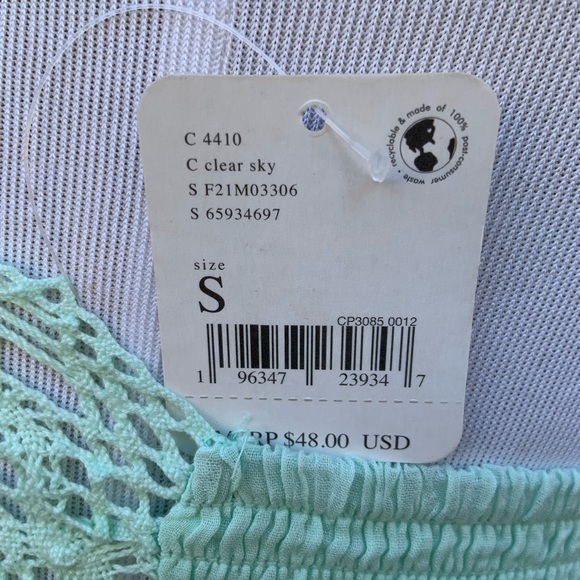 recyclable & made of 100% post-consumer waste •
C 4410
C clear sky
S F21M03306
S 65934697
size
S
CP3085 0012
1 96347 23934 7
$48.00 USD